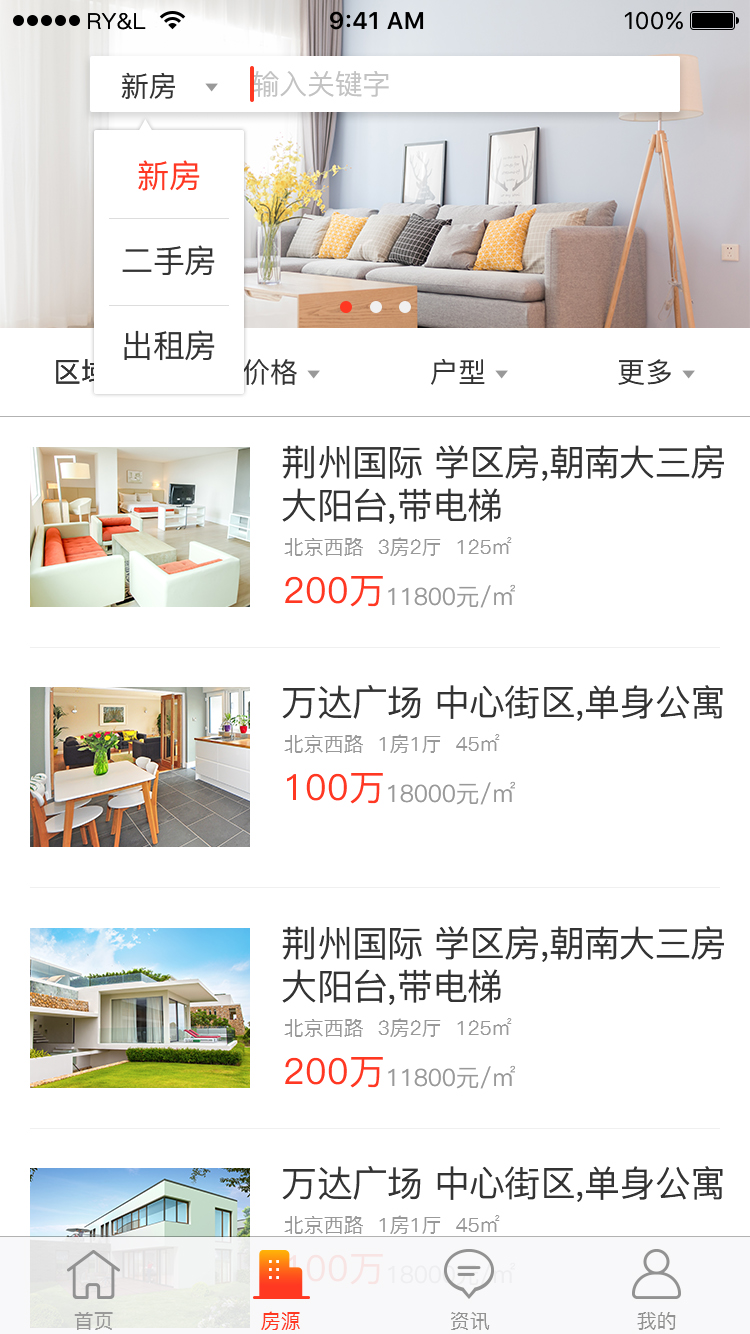 RY&L 9:41 AM 100%
新房 输入关键字
新房
二手房
出租房
区域 价格 户型 更多
荆州国际 学区房,朝南大三房
大阳台,带电梯
北京西路 3房2厅 125㎡
200万11800元/㎡
万达广场 中心街区,单身公寓
北京西路 1房1厅 45㎡
100万18000元/㎡
荆州国际 学区房,朝南大三房
大阳台,带电梯
北京西路 3房2厅 125㎡
200万11800元/㎡
万达广场 中心街区,单身公寓
北京西路 1房1厅 45㎡
100万18000元/㎡
首页 房源 资讯 我的